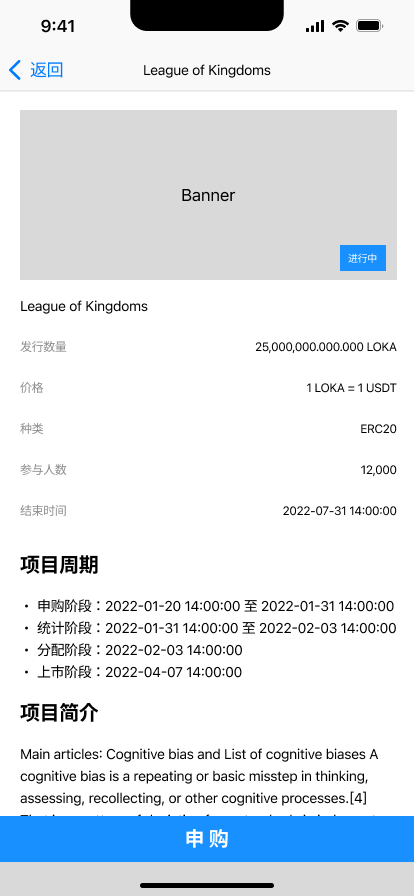 9:41
返回
League of Kingdoms
Banner
进行中
League of Kingdoms
发行数量 25,000,000.000.000 LOKA
价格 1 LOKA = 1 USDT
种类 ERC20
参与人数 12,000
结束时间 2022-07-31 14:00:00
项目周期
· 申购阶段：2022-01-20 14:00:00 至 2022-01-31 14:00:00
· 统计阶段：2022-01-31 14:00:00 至 2022-02-03 14:00:00
· 分配阶段：2022-02-03 14:00:00
· 上市阶段：2022-04-07 14:00:00
项目简介
Main articles: Cognitive bias and List of cognitive biases A
cognitive bias is a repeating or basic misstep in thinking,
assessing, recollecting, or other cognitive processes.[4]
申 购